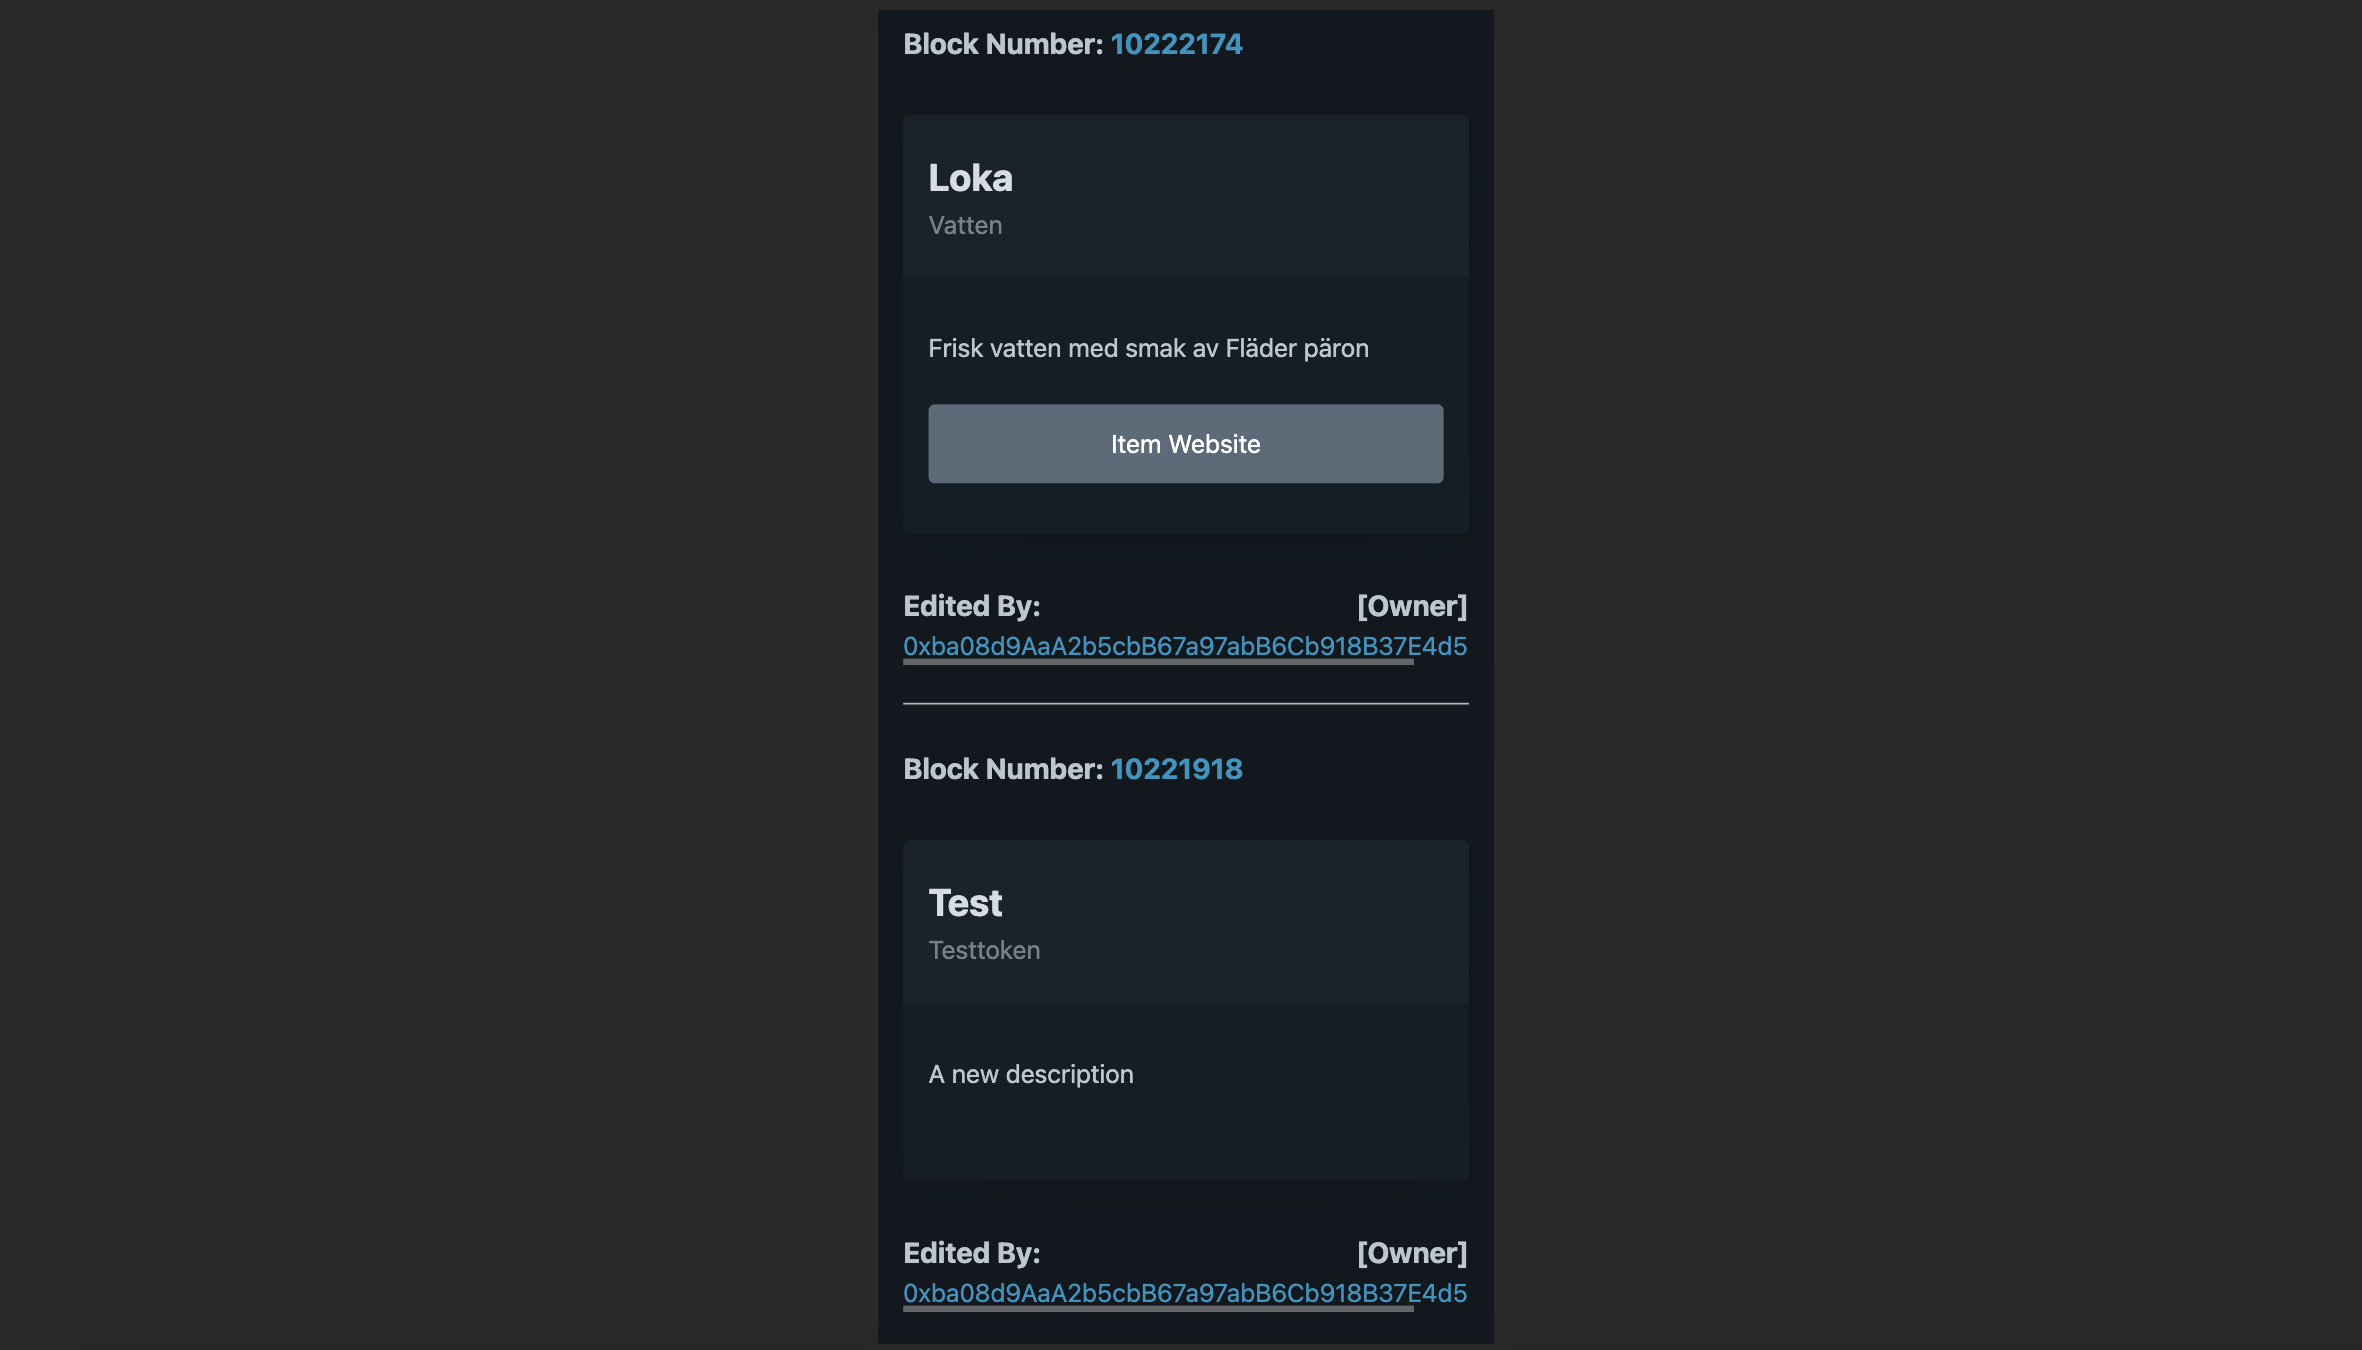 Block Number: 10222174
Loka
Vatten
Frisk vatten med smak av Fläder päron
Item Website
Edited By: [Owner]
0xba08d9AaA2b5cbB67a97abB6Cb918B37E4d5
Block Number: 10221918
Test
Testtoken
A new description
Edited By: [Owner]
0xba08d9AaA2b5cbB67a97abB6Cb918B37E4d5